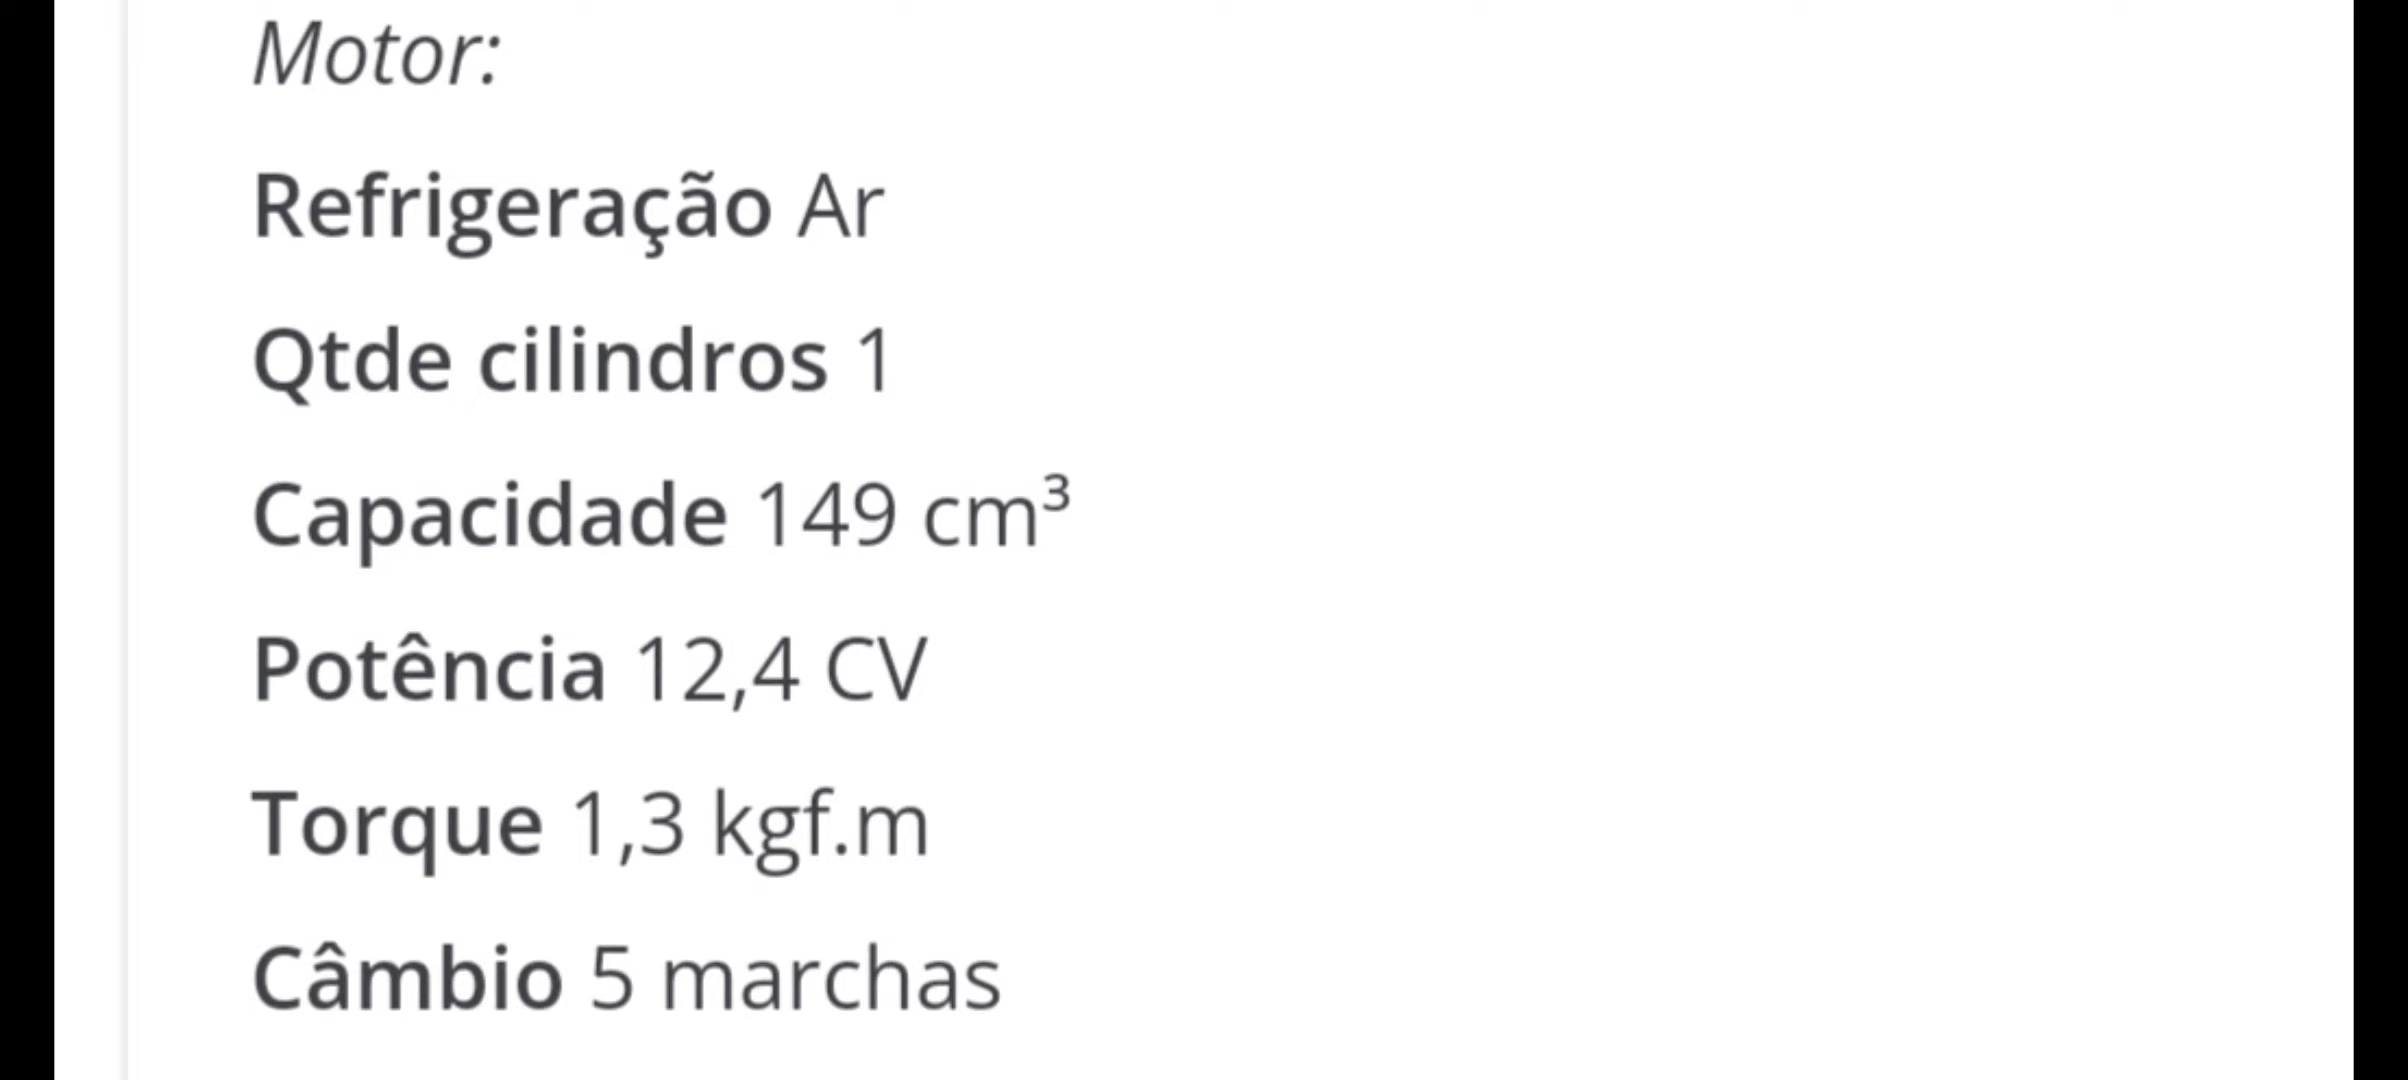 Motor:
Refrigeração Ar
Qtde cilindros 1
Capacidade 149 cm³
Potência 12,4 CV
Torque 1,3 kgf.m
Câmbio 5 marchas